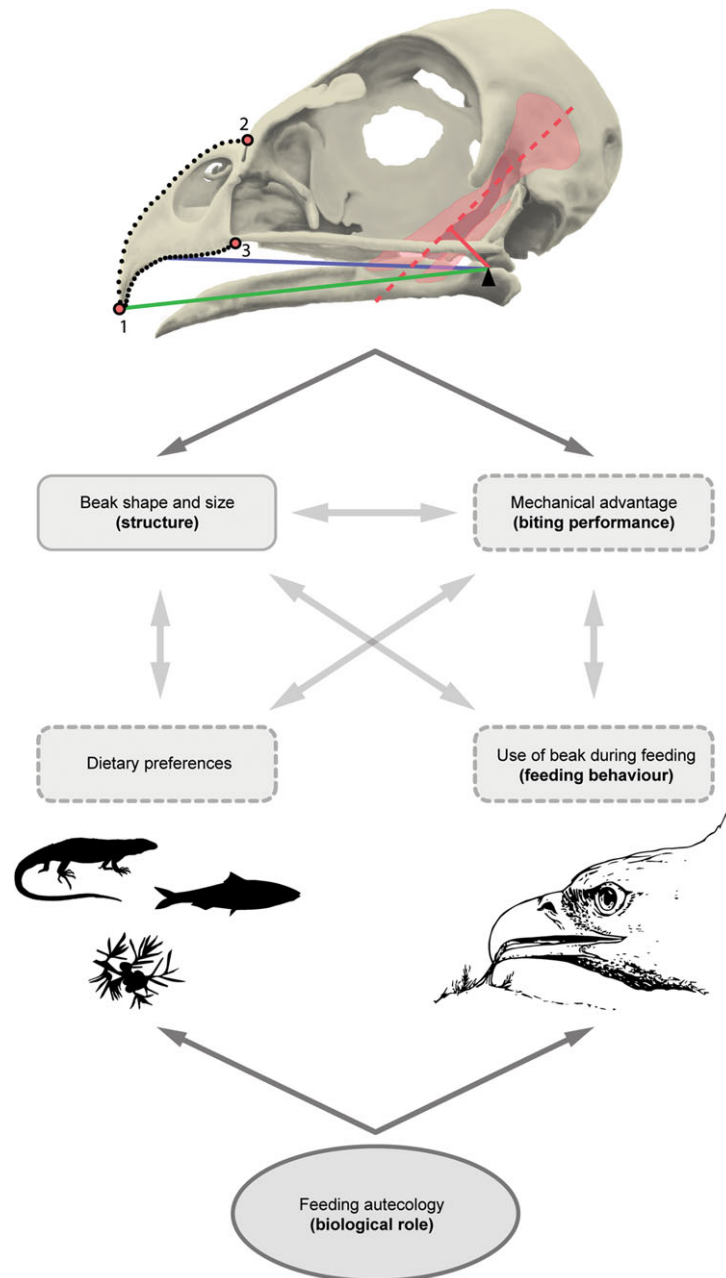 2
3
1
Beak shape and size
(structure)
Mechanical advantage
(biting performance)
Dietary preferences
Use of beak during feeding
(feeding behaviour)
Feeding autecology
(biological role)